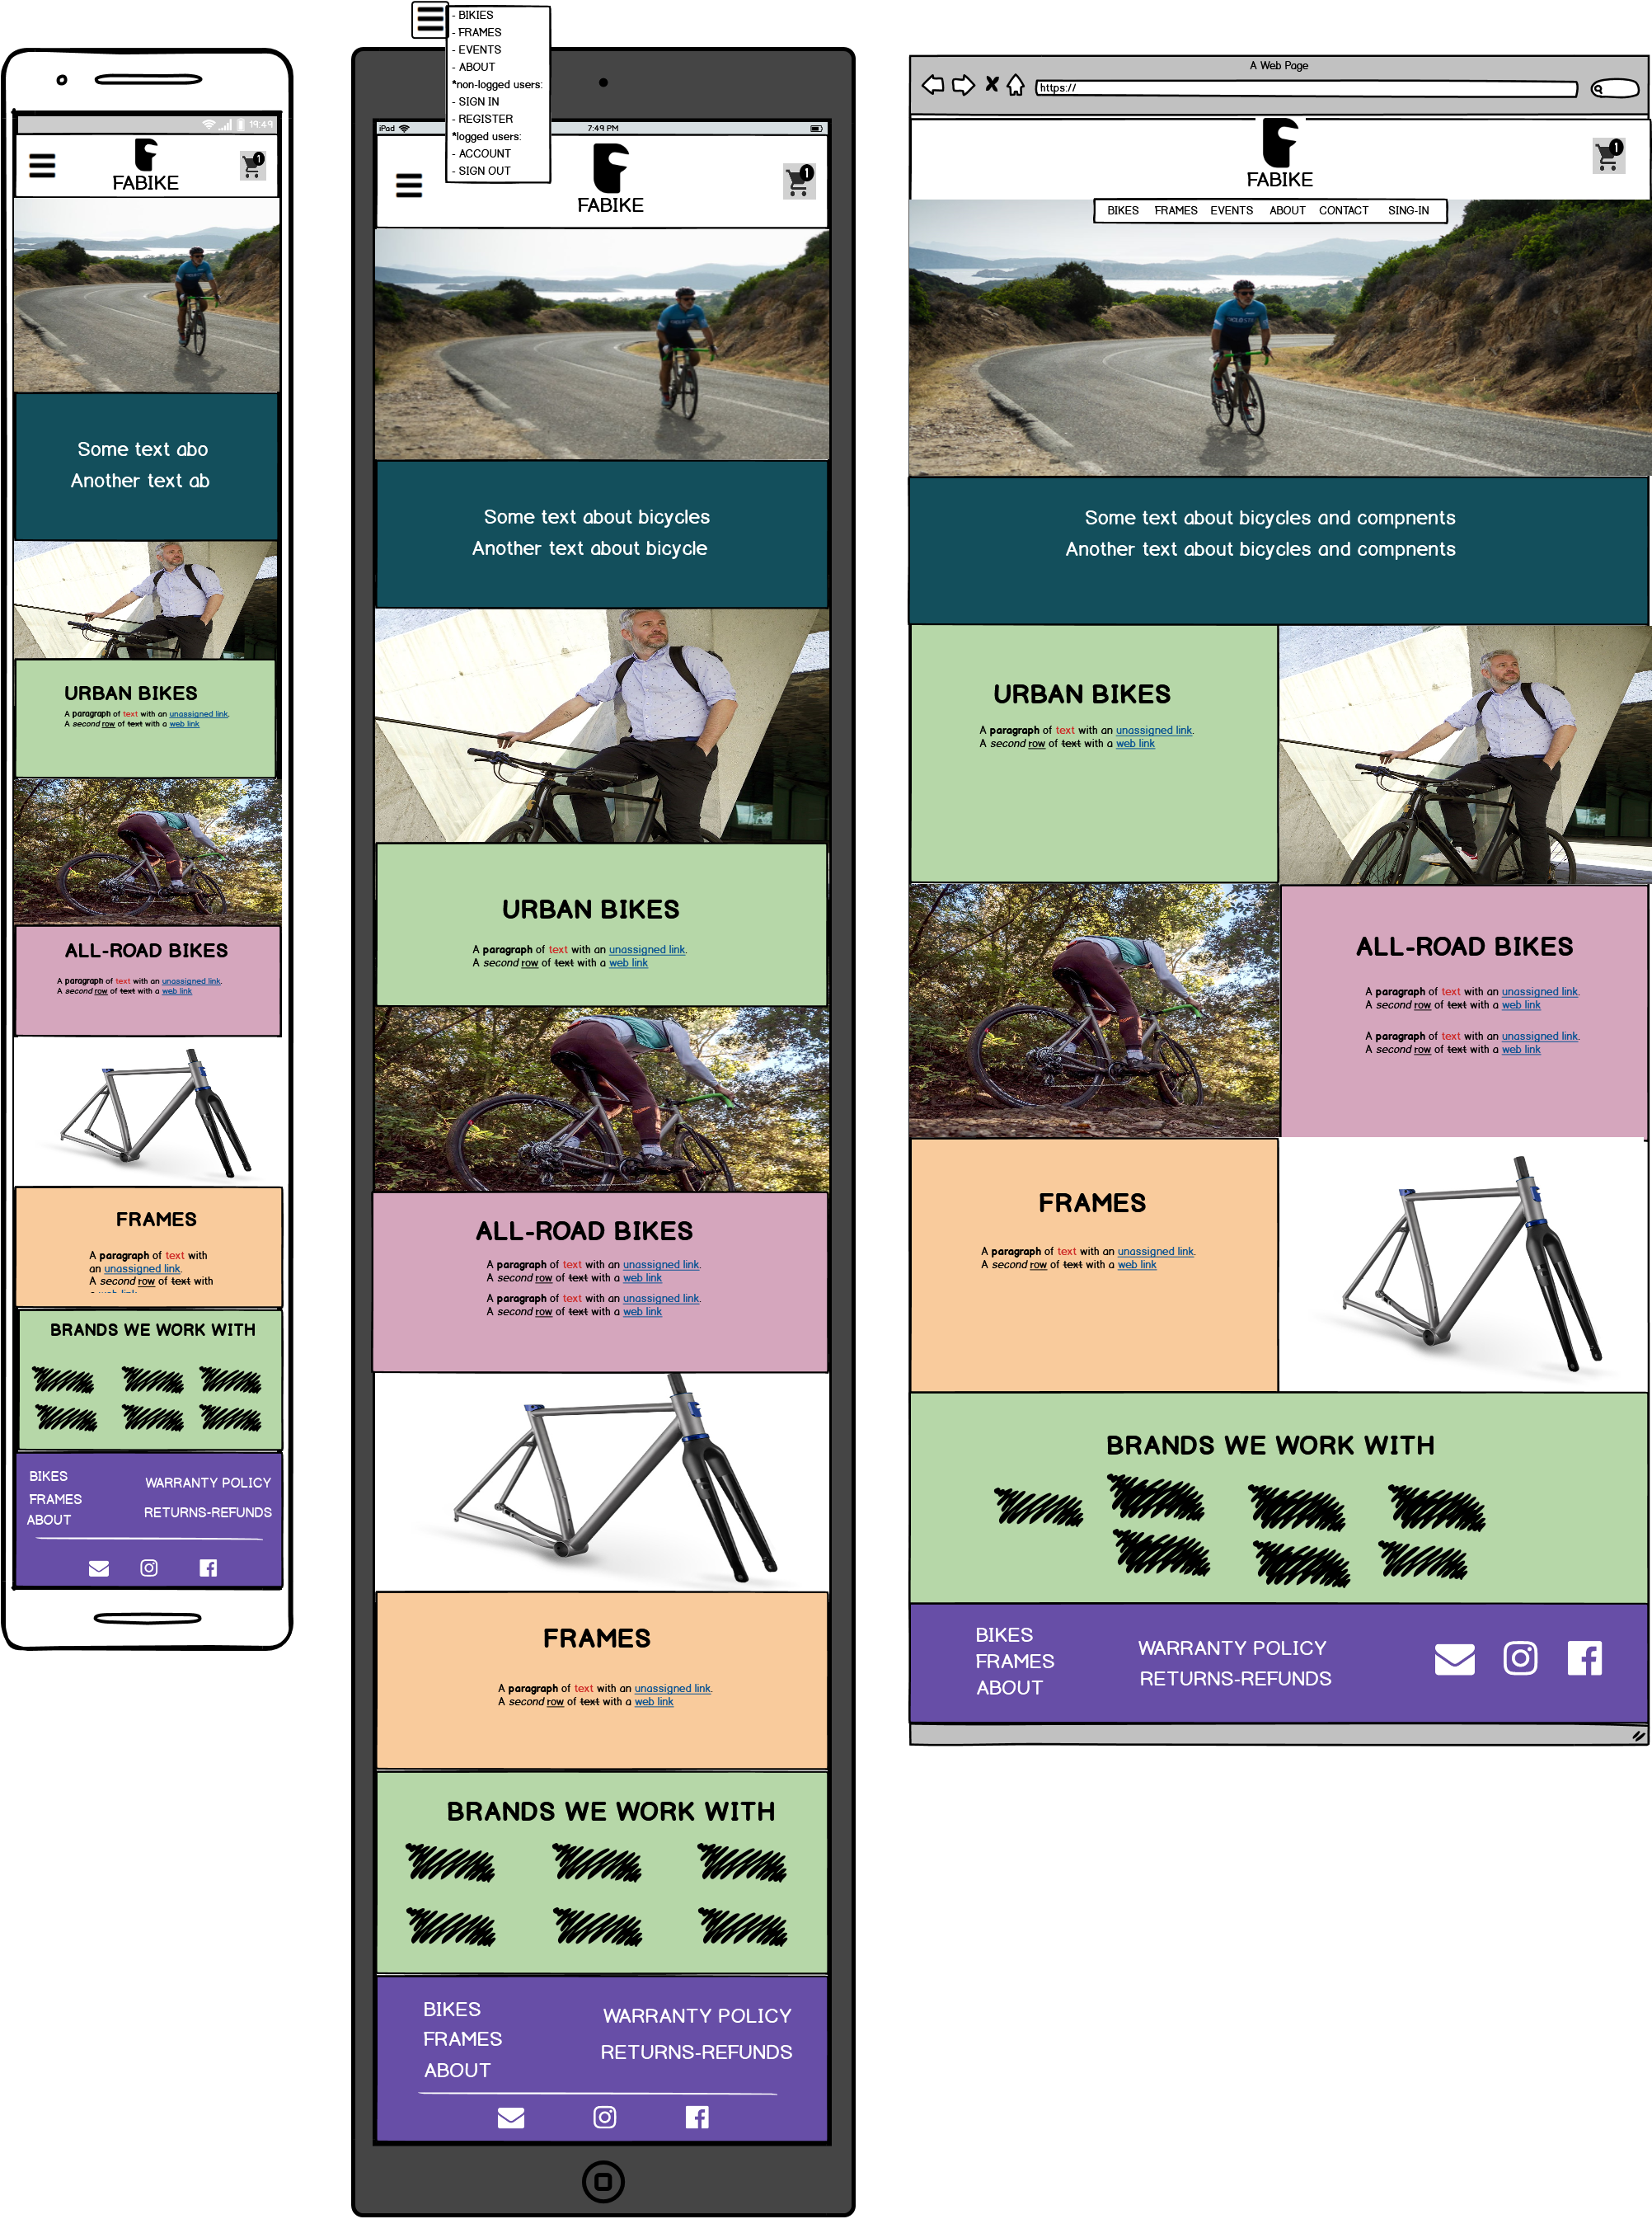 - BIKIES
- FRAMES
- EVENTS
- ABOUT
*non-logged users:
- SIGN IN
- REGISTER
*logged users:
- ACCOUNT
- SIGN OUT
19:49
1
FABIKE
Some text abo
Another text ab
URBAN BIKES
A paragraph of text with an unassigned link.
A second row of text with a web link
ALL-ROAD BIKES
A paragraph of text with an unassigned link.
A second row of text with a web link
FRAMES
A paragraph of text with
an unassigned link.
A second row of text with
BRANDS WE WORK WITH
BIKES
FRAMES
ABOUT
WARRANTY POLICY
RETURNS-REFUNDS
iPad
7:49 PM
1
FABIKE
Some text about bicycles
Another text about bicycle
URBAN BIKES
A paragraph of text with an unassigned link.
A second row of text with a web link
ALL-ROAD BIKES
A paragraph of text with an unassigned link.
A second row of text with a web link
A paragraph of text with an unassigned link.
A second row of text with a web link
FRAMES
A paragraph of text with an unassigned link.
A second row of text with a web link
BRANDS WE WORK WITH
BIKES
FRAMES
ABOUT
WARRANTY POLICY
RETURNS-REFUNDS
A Web Page
https://
1
FABIKE
BIKES FRAMES EVENTS ABOUT CONTACT SING-IN
Some text about bicycles and compnents
Another text about bicycles and compnents
URBAN BIKES
A paragraph of text with an unassigned link.
A second row of text with a web link
ALL-ROAD BIKES
A paragraph of text with an unassigned link.
A second row of text with a web link
A paragraph of text with an unassigned link.
A second row of text with a web link
FRAMES
A paragraph of text with an unassigned link.
A second row of text with a web link
BRANDS WE WORK WITH
BIKES
FRAMES
ABOUT
WARRANTY POLICY
RETURNS-REFUNDS